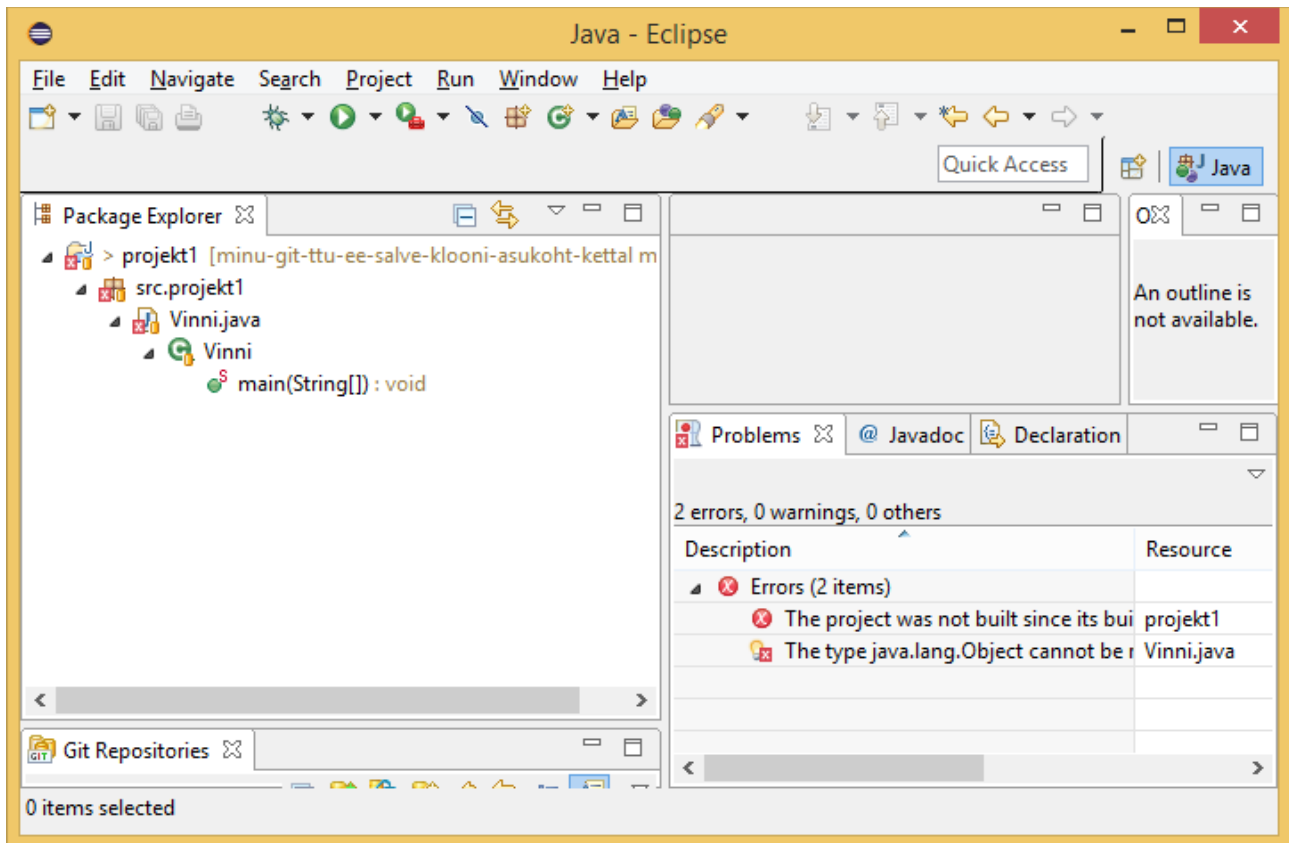 Java - Eclipse
File Edit Navigate Search Project Run Window Help
Quick Access
Java
Package Explorer
> projekt1 [minu-git-ttu-ee-salve-klooni-asukoht-kettal m
src.projekt1
Vinni.java
Vinni
main(String[]) : void
O
An outline is
not available.
Problems @ Javadoc Declaration
2 errors, 0 warnings, 0 others
Description Resource
Errors (2 items)
The project was not built since its bui projekt1
The type java.lang.Object cannot be Vinni.java
Git Repositories
0 items selected